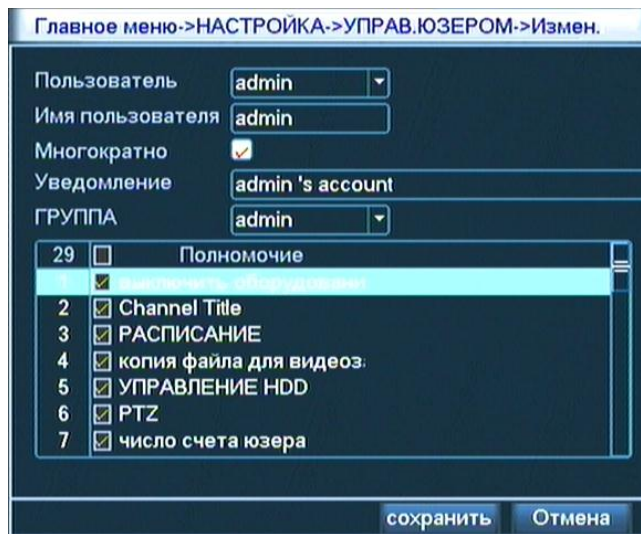 Главное меню->НАСТРОЙКА->УПРАВ.ЮЗЕРОМ->Измен.
Пользователь admin
Имя пользователя admin
Многократно
Уведомление admin 's account
ГРУППА admin
29 Полномочие
1 выключить оборудовани
2 Channel Title
3 РАСПИСАНИЕ
4 копия файла для видеоза
5 УПРАВЛЕНИЕ HDD
6 PTZ
7 число счета юзера
сохранить Отмена